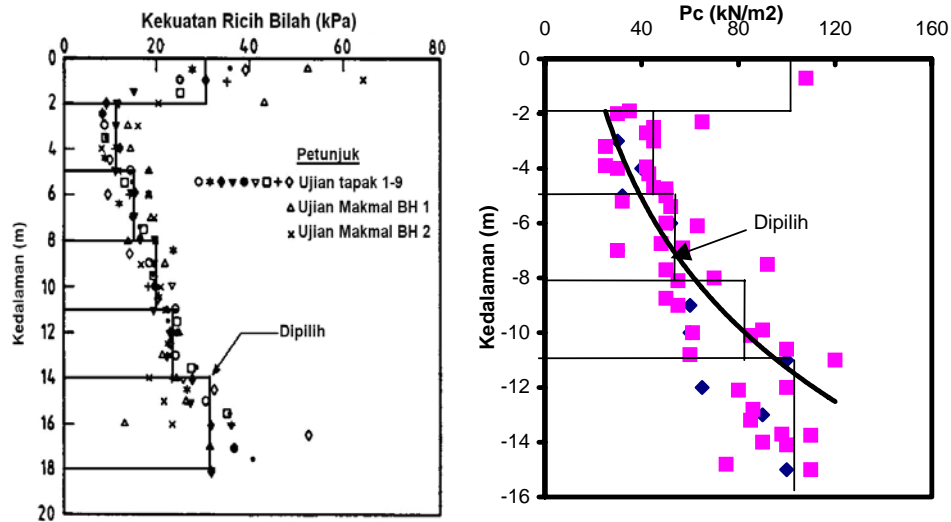 Kekuatan Ricih Bilah (kPa)
0 20 40 60 80
Kedalaman (m)
0
2
4
6
8
10
12
14
16
18
20
Petunjuk
Ujian tapak 1-9
Ujian Makmal BH 1
Ujian Makmal BH 2
Dipilih
Pc (kN/m2)
0 40 80 120 160
Kedalaman (m)
0
-2
-4
-6
-8
-10
-12
-14
-16
Dipilih